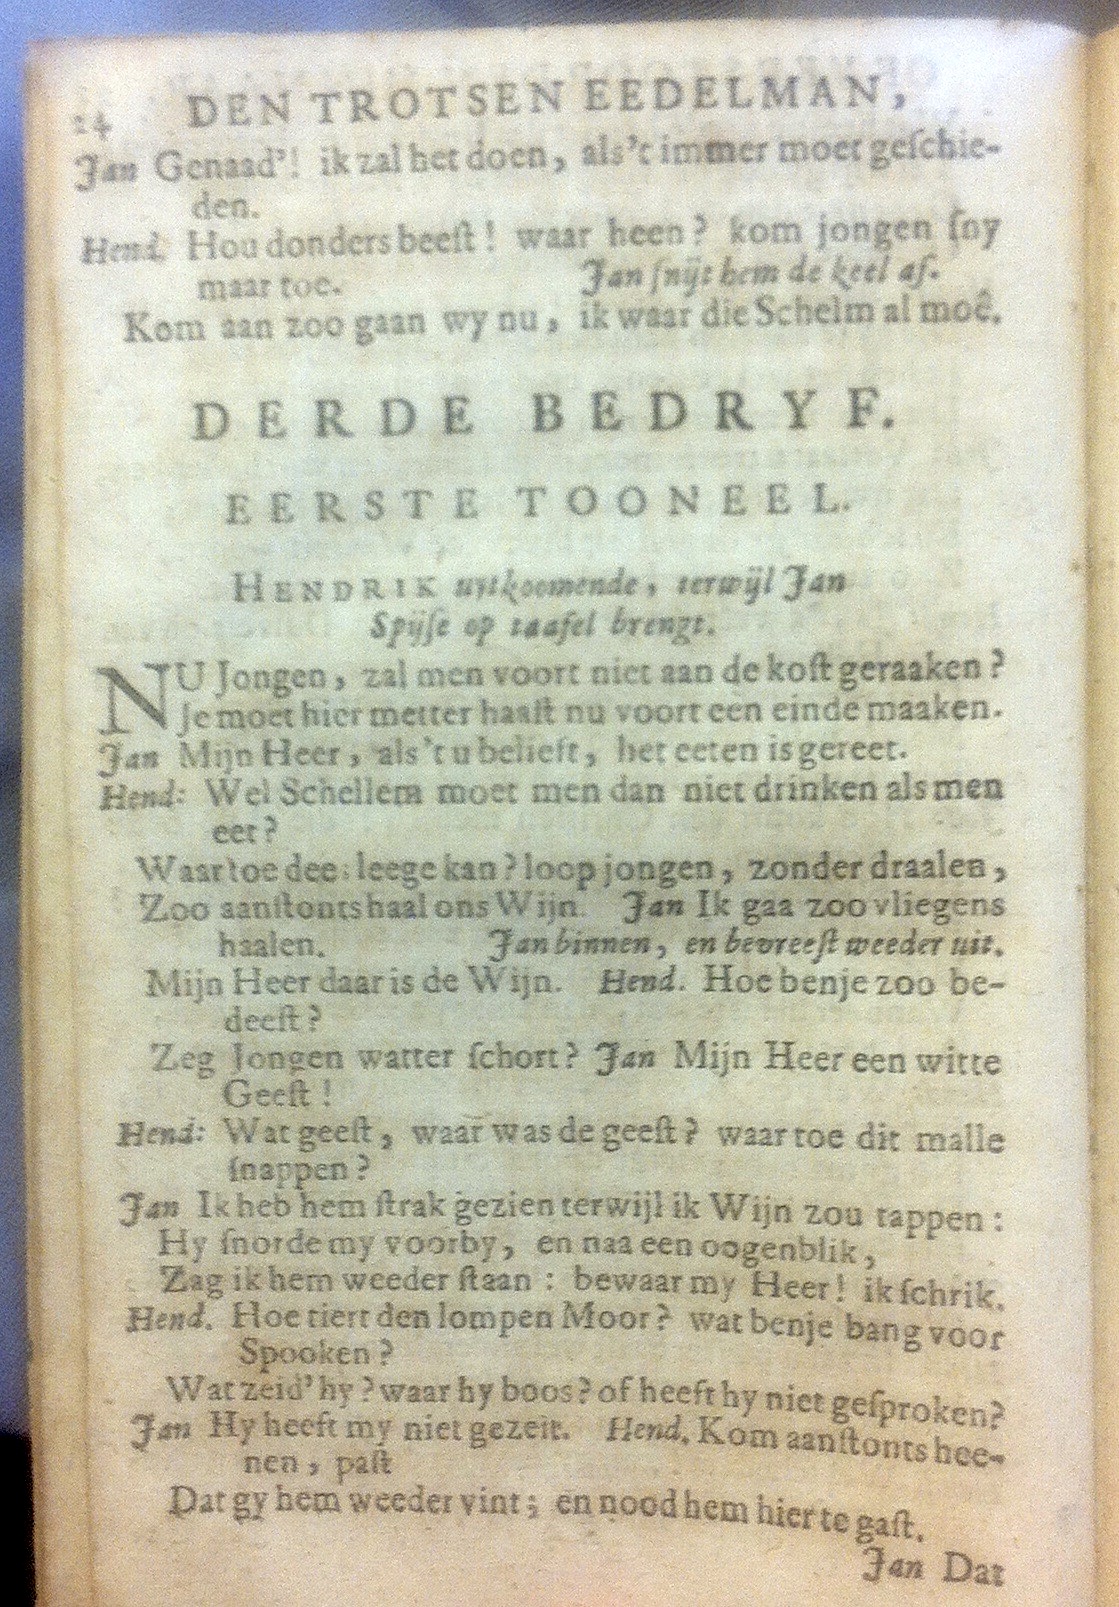 24 DEN TROTSEN EEDELMAN,
Jan Genaad'! ik zal het doen, als't immer moet geſchie-
den.
Hend. Hou donders beeſt! waar heen? kom jongen ſny
maar toe. Jan ſnijt hem de keel af.
Kom aan zoo gaan wy nu, ik waar die Schelm al moê.
DERDE BEDRYF.
EERSTE TOONEEL.
HENDRIK uytkoomende, terwijl Jan
Spijſe op taafel brengt.
NU Jongen, zal men voort niet aan de koſt geraaken?
Je moet hier metter haaſt nu voort een einde maaken.
Jan Mijn Heer, als't u belieft, het eeten is gereet.
Hend: Wel Schellem moet men dan niet drinken als men
eet?
Waar toe dee: leege kan? loop jongen, zonder draalen,
Zoo aanſtonts haal ons Wijn. Jan Ik gaa zoo vliegens
haalen. Jan binnen, en bevreeſt weeder uit.
Mijn Heer daar is de Wijn. Hend. Hoe benje zoo be-
deeſt?
Zeg Jongen watter ſchort? Jan Mijn Heer een witte
Geeſt!
Hend: Wat geeſt, waar was de geeſt? waar toe dit malle
ſnappen?
Jan Ik heb hem ſtrak gezien terwijl ik Wijn zou tappen:
Hy ſnorde my voorby, en naa een oogenblik,
Zag ik hem weeder ſtaan: bewaar my Heer! ik ſchrik.
Hend. Hoe tiert den lompen Moor? wat benje bang voor
Spooken?
Wat zeid' hy? waar hy boos? of heeft hy niet geſproken?
Jan Hy heeft my niet gezeit. Hend. Kom aanſtonts hee-
nen, paſt
Dat gy hem weeder vint; en nood hem hier te gaſt.
Jan Dat